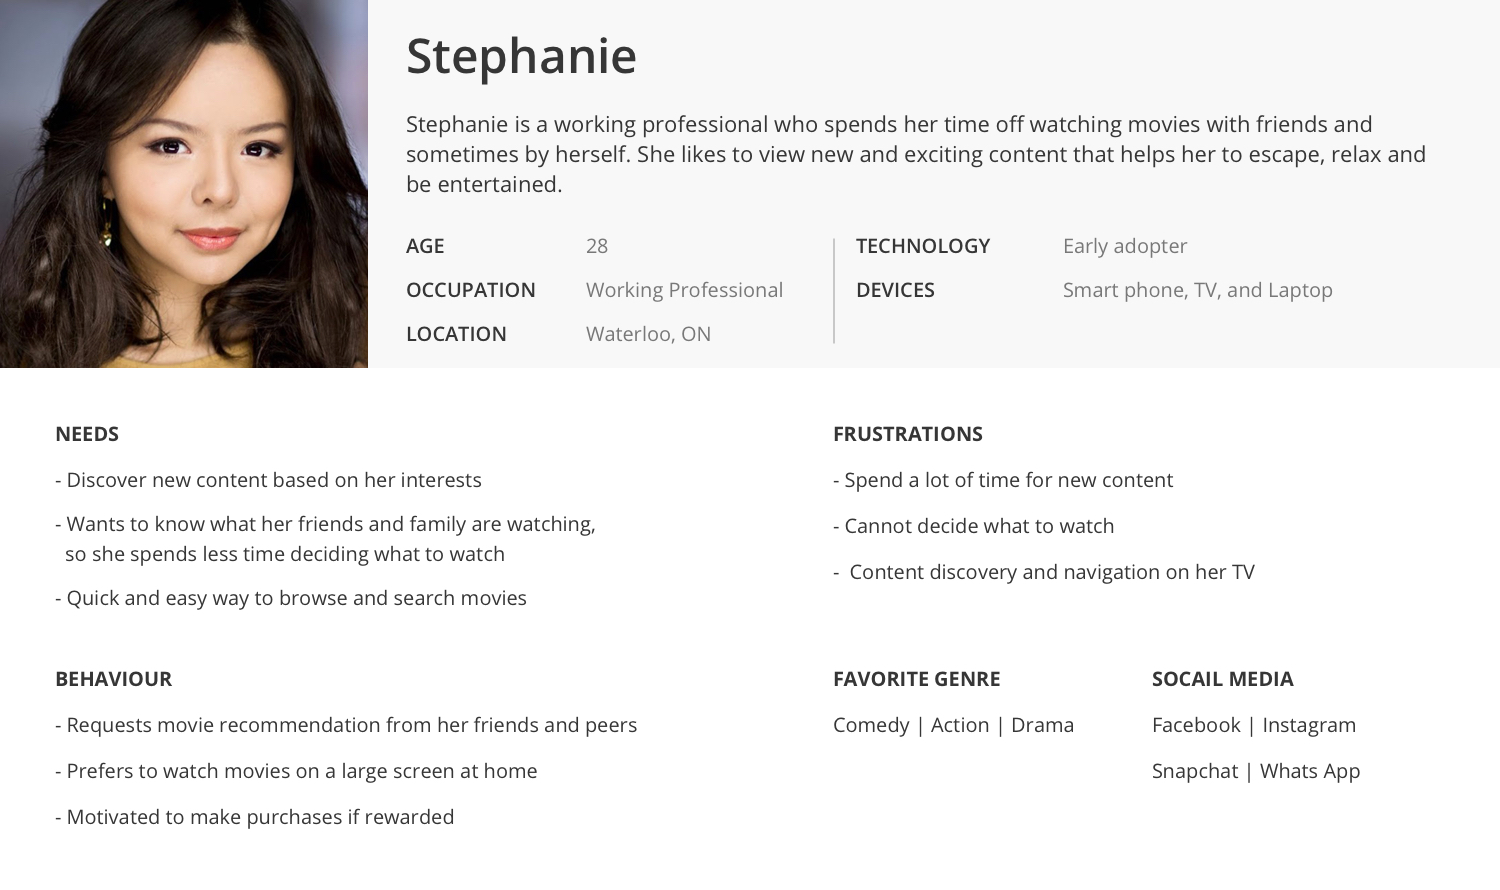 Stephanie
Stephanie is a working professional who spends her time off watching movies with friends and
sometimes by herself. She likes to view new and exciting content that helps her to escape, relax and
be entertained.
AGE 28
OCCUPATION Working Professional
LOCATION Waterloo, ON
TECHNOLOGY Early adopter
DEVICES Smart phone, TV, and Laptop
NEEDS
- Discover new content based on her interests
- Wants to know what her friends and family are watching,
so she spends less time deciding what to watch
- Quick and easy way to browse and search movies
FRUSTRATIONS
- Spend a lot of time for new content
- Cannot decide what to watch
-  Content discovery and navigation on her TV
BEHAVIOUR
- Requests movie recommendation from her friends and peers
- Prefers to watch movies on a large screen at home
- Motivated to make purchases if rewarded
FAVORITE GENRE
Comedy | Action | Drama
SOCAIL MEDIA
Facebook | Instagram
Snapchat | Whats App